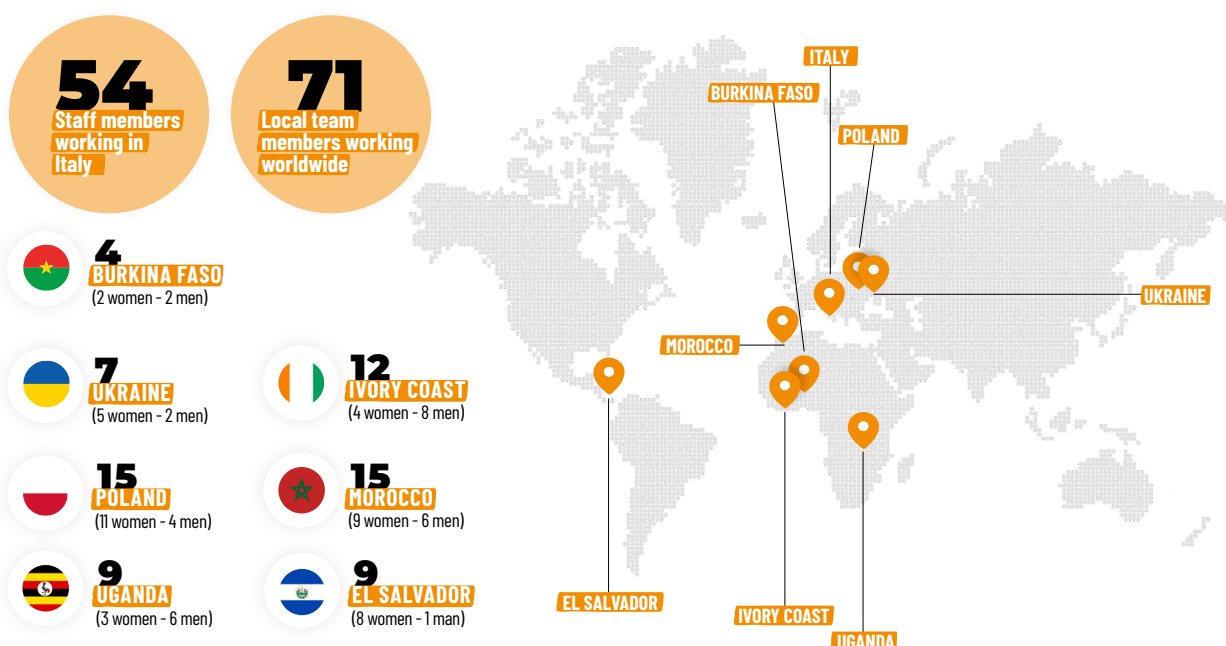 54
Staff members
working in
Italy
71
Local team
members working
worldwide
4
BURKINA FASO
(2 women - 2 men)
7
UKRAINE
(5 women - 2 men)
12
IVORY COAST
(4 women - 8 men)
15
POLAND
(11 women - 4 men)
15
MOROCCO
(9 women - 6 men)
9
UGANDA
(3 women - 6 men)
9
EL SALVADOR
(8 women - 1 man)
ITALY
BURKINA FASO
POLAND
UKRAINE
MOROCCO
EL SALVADOR
IVORY COAST
UGANDA